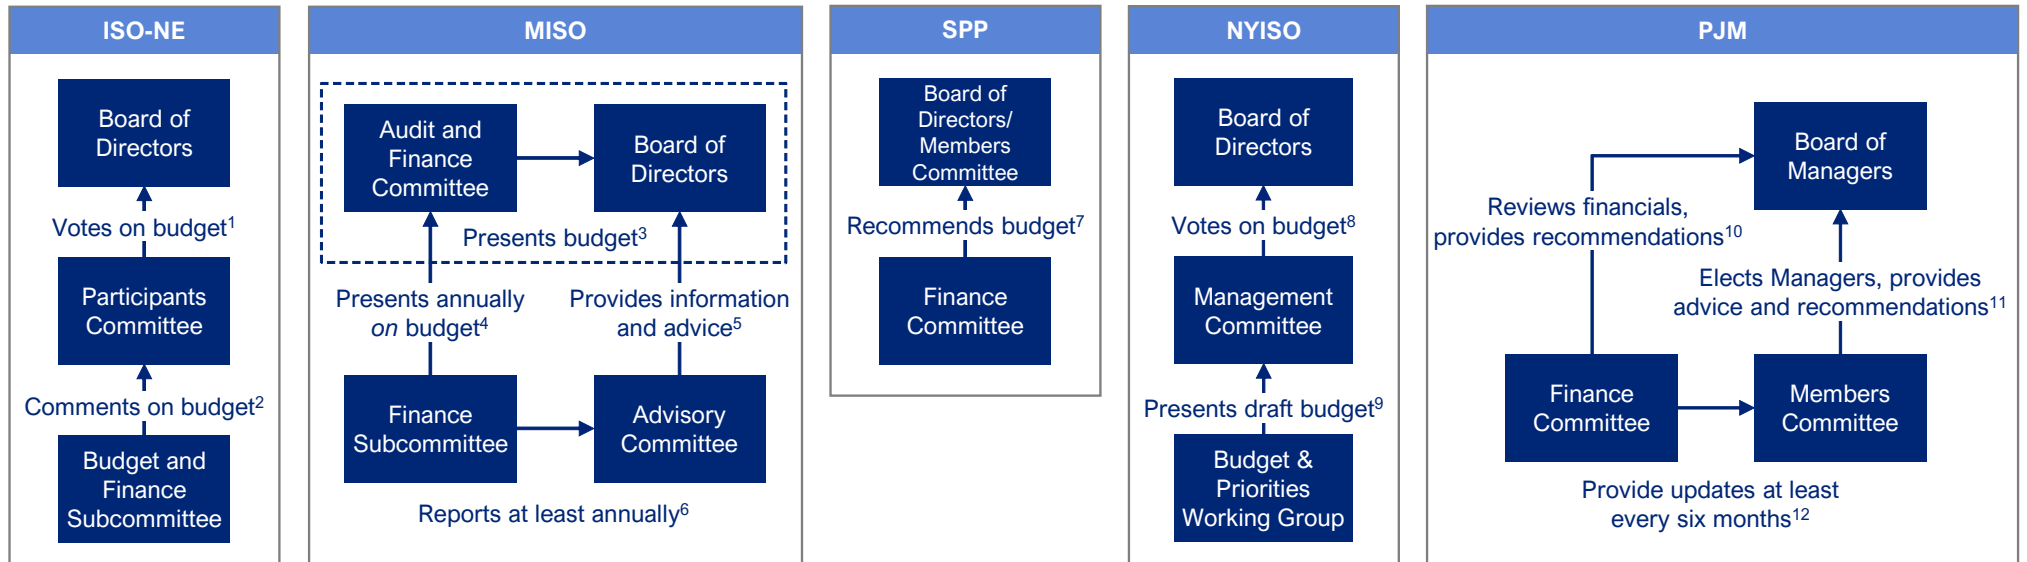 ISO-NE
Board of
Directors
Votes on budget1
Participants
Committee
Comments on budget2
Budget and
Finance
Subcommittee
MISO
Audit and
Finance
Committee
Board of
Directors
Presents budget3
Presents annually
on budget4
Provides information
and advice5
Finance
Subcommittee
Advisory
Committee
Reports at least annually6
SPP
Board of
Directors/
Members
Committee
Recommends budget7
Finance
Committee
NYISO
Board of
Directors
Votes on budget8
Management
Committee
Presents draft budget9
Budget &
Priorities
Working Group
PJM
Board of
Managers
Reviews financials,
provides recommendations10
Elects Managers, provides
advice and recommendations11
Finance
Committee
Members
Committee
Provide updates at least
every six months12